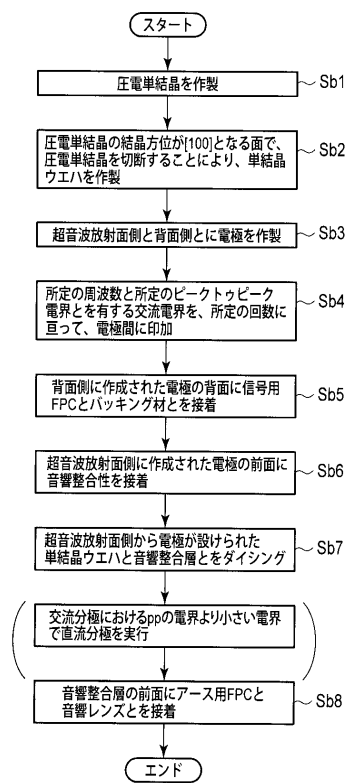 スタート
圧電単結晶を作製
Sb1
圧電単結晶の結晶方位が[100]となる面で、
圧電単結晶を切断することにより、単結晶
ウエハを作製
Sb2
超音波放射面側と背面側とに電極を作製
Sb3
所定の周波数と所定のピークトゥピーク
電界とを有する交流電界を、所定の回数に
亘って、電極間に印加
Sb4
背面側に作成された電極の背面に信号用
FPCとバッキング材とを接着
Sb5
超音波放射面側に作成された電極の前面に
音響整合性を接着
Sb6
超音波放射面側から電極が設けられた
単結晶ウエハと音響整合層とをダイシング
Sb7
交流分極におけるppの電界より小さい電界
で直流分極を実行
音響整合層の前面にアース用FPCと
音響レンズとを接着
Sb8
エンド